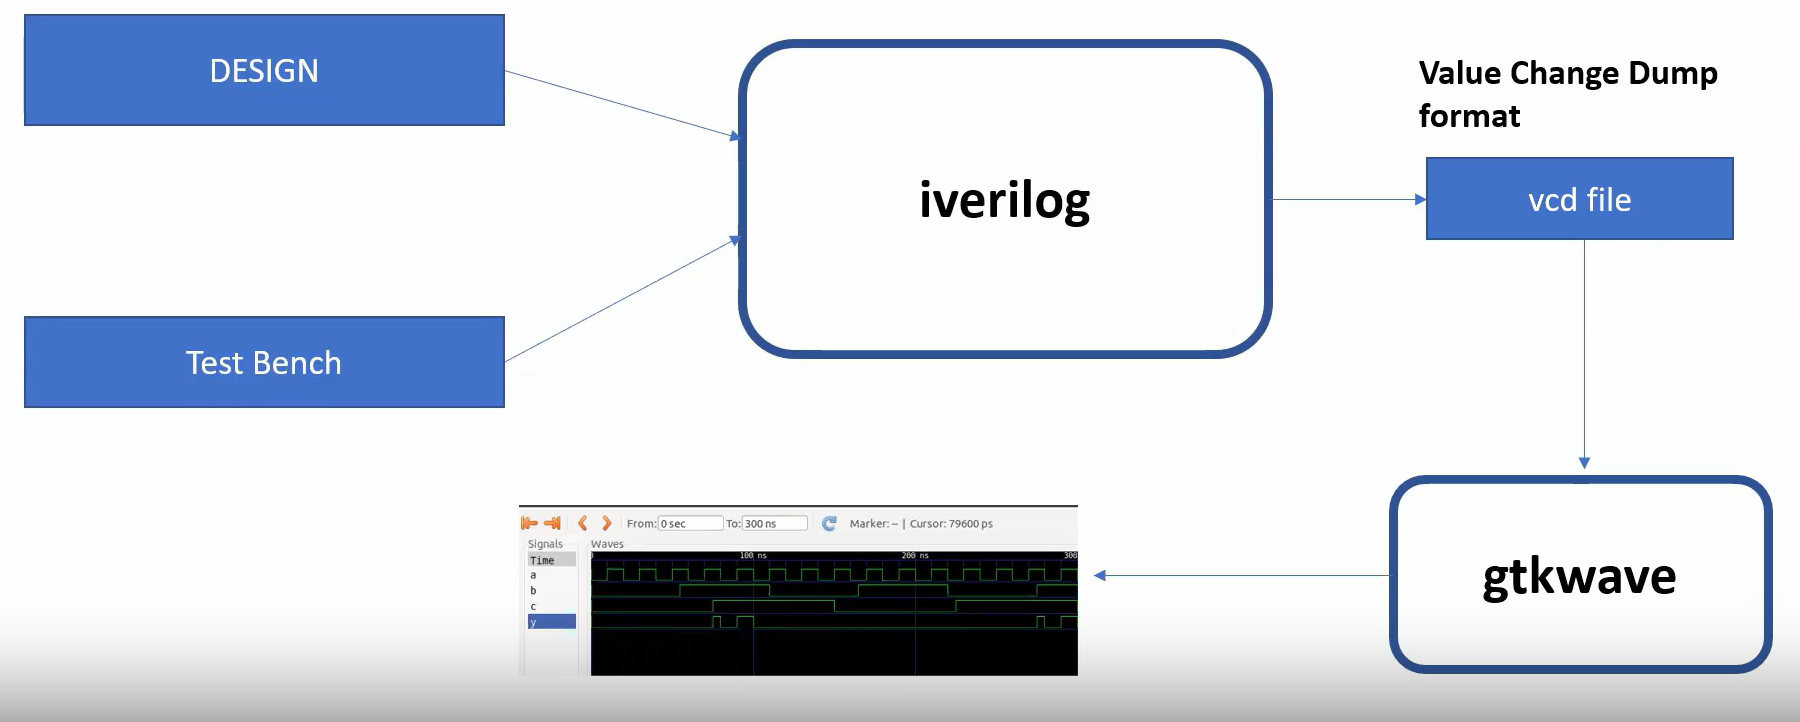 DESIGN
Value Change Dump
format
iverilog
vcd file
Test Bench
From: 0 sec To: 300 ns Marker: -- | Cursor: 79600 ps
Signals Waves
Time
0 100 ns 200 ns 300
a
b
c
y
gtkwave